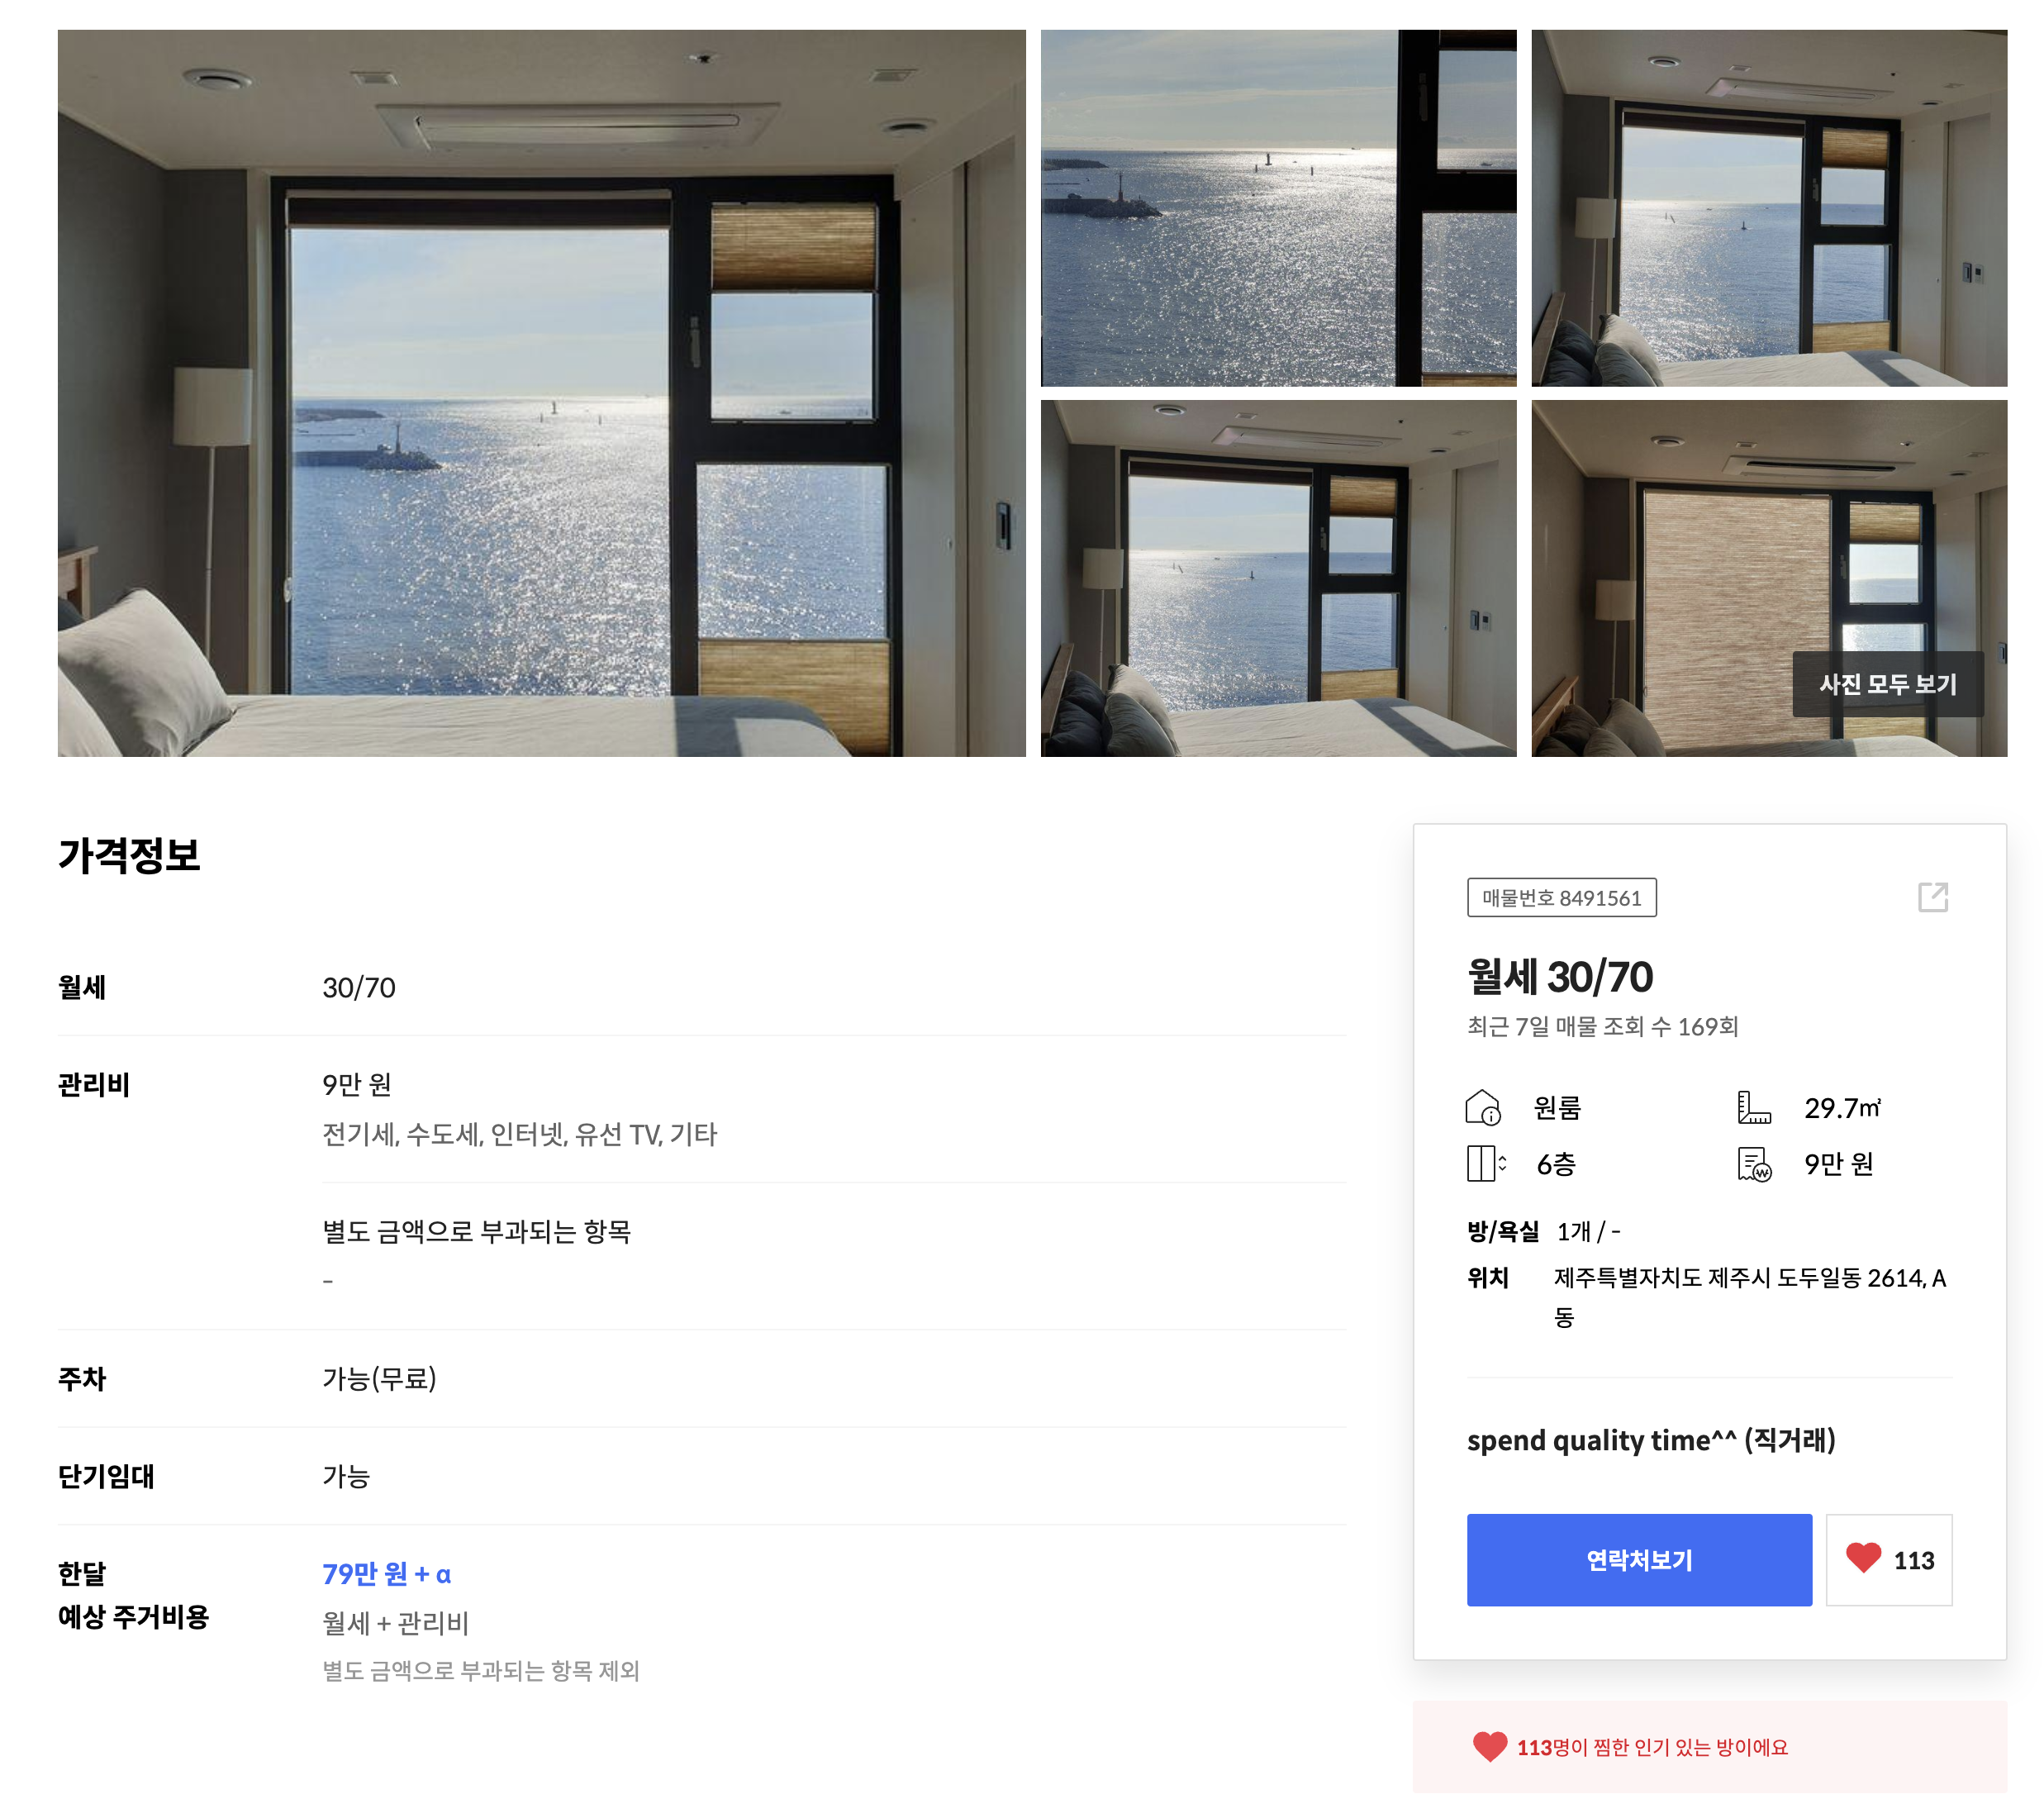 사진 모두 보기
가격정보
월세
30/70
관리비
9만 원
전기세, 수도세, 인터넷, 유선 TV, 기타
별도 금액으로 부과되는 항목
-
주차
가능(무료)
단기임대
가능
한달
예상 주거비용
79만 원 + α
월세 + 관리비
별도 금액으로 부과되는 항목 제외
매물번호 8491561
월세 30/70
최근 7일 매물 조회 수 169회
원룸
29.7㎡
6층
9만 원
방/욕실 1개 / -
위치 제주특별자치도 제주시 도두일동 2614, A
동
spend quality time^^ (직거래)
연락처보기
113
113명이 찜한 인기 있는 방이에요